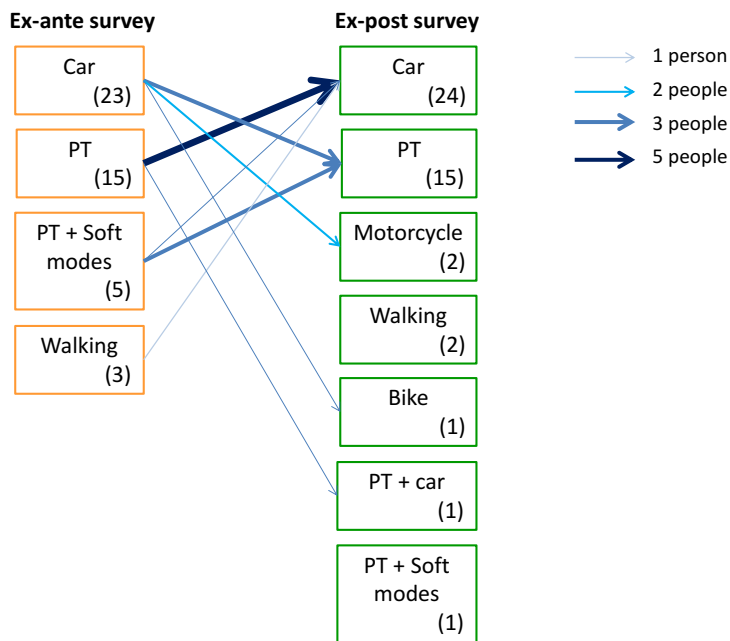 Ex-ante survey
Car
(23)
PT
(15)
PT + Soft
modes
(5)
Walking
(3)
Ex-post survey
Car
(24)
PT
(15)
Motorcycle
(2)
Walking
(2)
Bike
(1)
PT + car
(1)
PT + Soft
modes
(1)
1 person
2 people
3 people
5 people